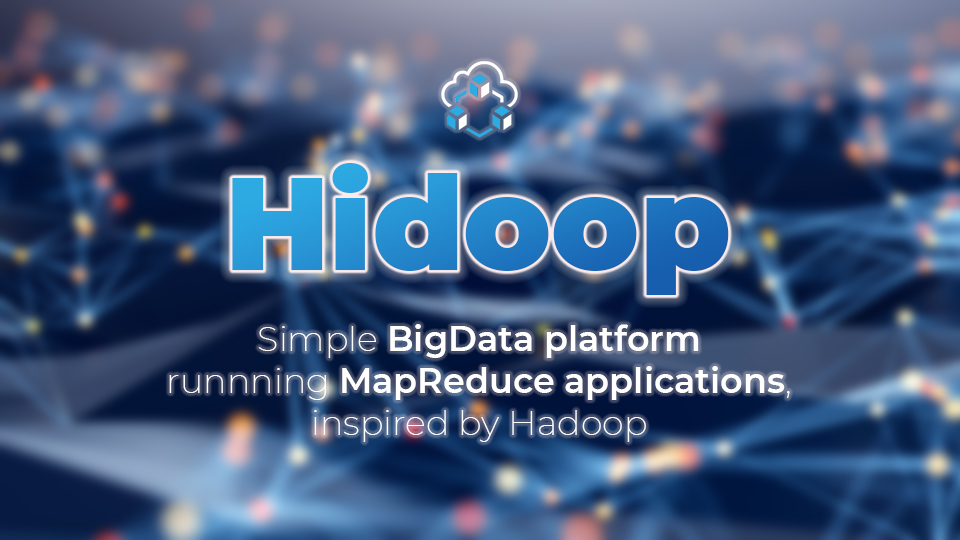 Hidoop
Simple BigData platform
runnning MapReduce applications,
inspired by Hadoop